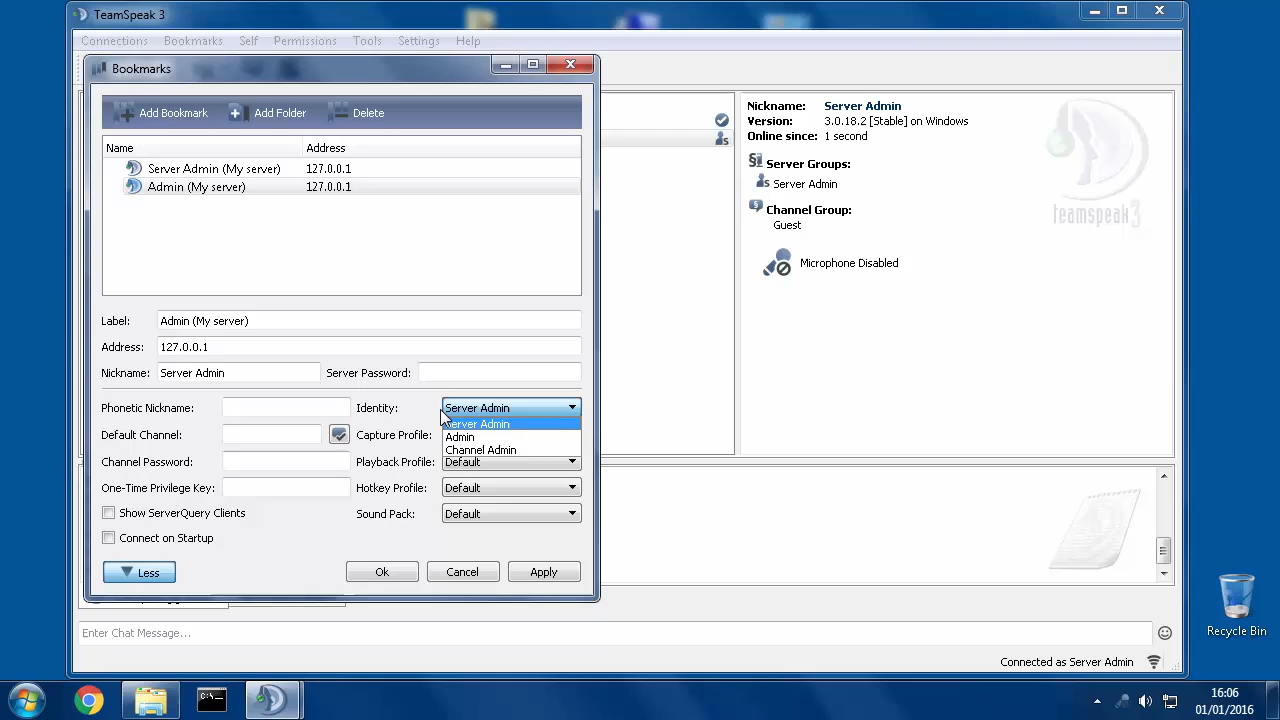 TeamSpeak 3
Connections Bookmarks Self Permissions Tools Settings Help
Bookmarks
Add Bookmark Add Folder Delete
Name Address
Server Admin (My server) 127.0.0.1
Admin (My server) 127.0.0.1
Label: Admin (My server)
Address: 127.0.0.1
Nickname: Server Admin Server Password:
Phonetic Nickname: Identity: Server Admin
Server Admin
Default Channel: Capture Profile: Admin
Channel Admin
Channel Password: Playback Profile: Default
One-Time Privilege Key: Hotkey Profile: Default
Show ServerQuery Clients Sound Pack: Default
Connect on Startup
Less Ok Cancel Apply
Nickname: Server Admin
Version: 3.0.18.2 [Stable] on Windows
Online since: 1 second
Server Groups:
Server Admin
Channel Group:
Guest
Microphone Disabled
teamspeak3
Enter Chat Message...
Connected as Server Admin
Recycle Bin
C:\
16:06
01/01/2016